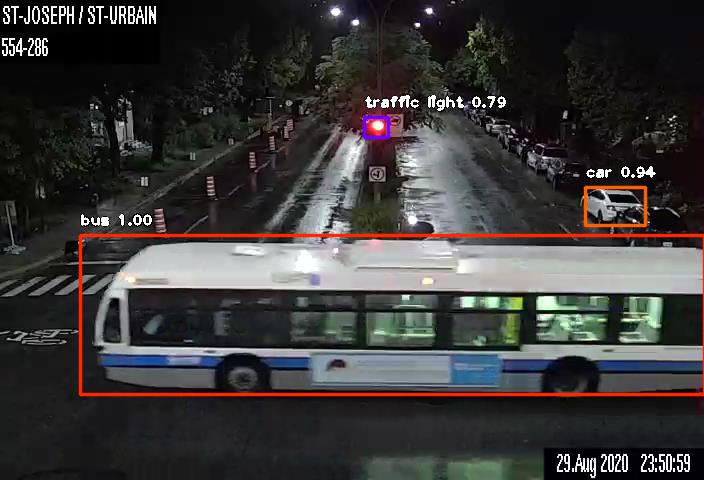 ST-JOSEPH / ST-URBAIN
554-286
traffic light 0.79
car 0.94
bus 1.00
29.Aug 2020 23:50:59